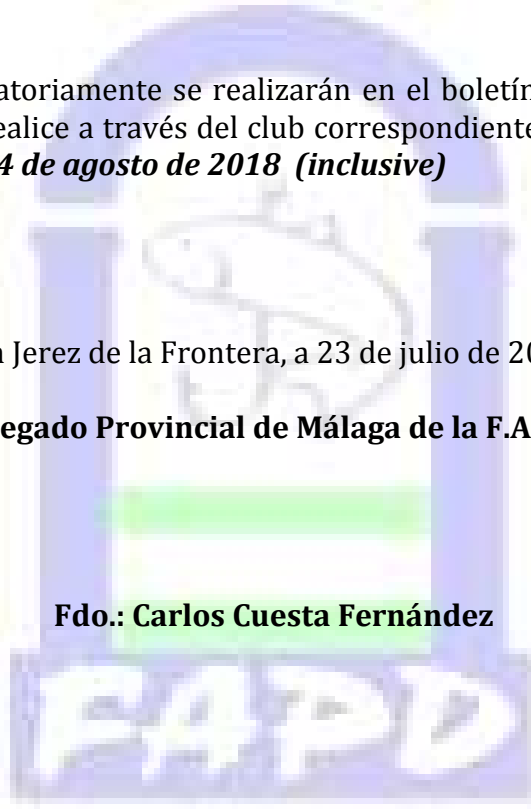 atoriamente se realizarán en el boletín
ealice a través del club correspondiente
4 de agosto de 2018 (inclusive)
Jerez de la Frontera, a 23 de julio de 20
egado Provincial de Málaga de la F.A.
Fdo.: Carlos Cuesta Fernández
FAPD